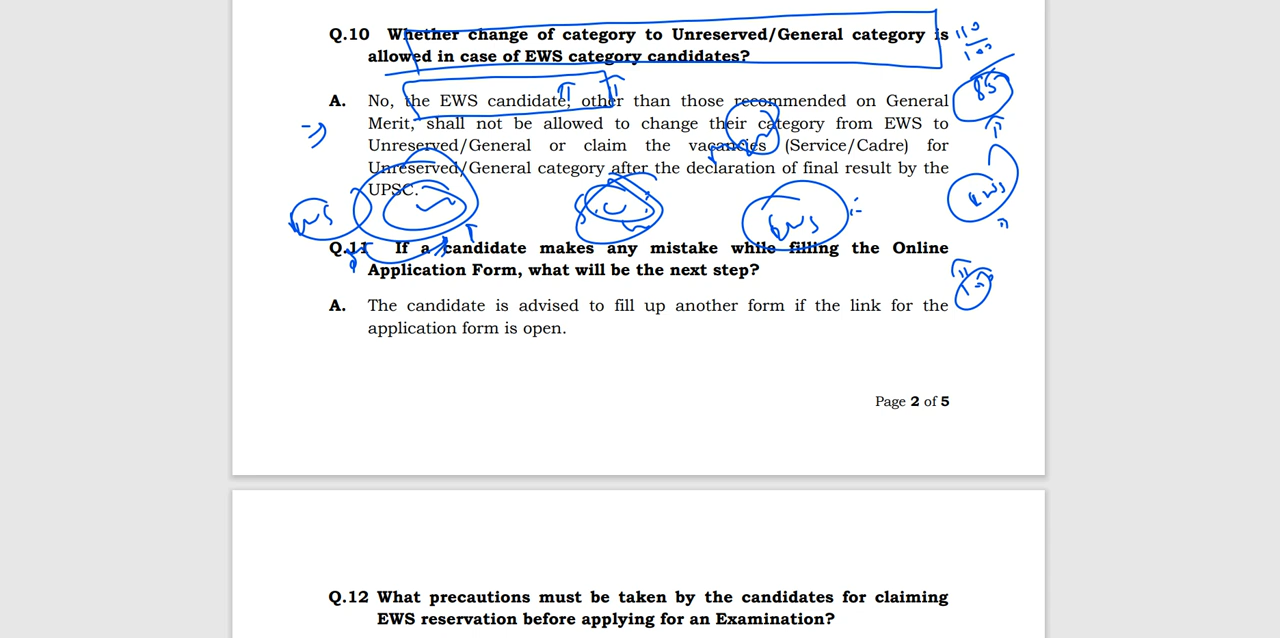 Q.10 Whether change of category to Unreserved/General category is
allowed in case of EWS category candidates?
110
100
85
A. No, the EWS candidate, other than those recommended on General
Merit, shall not be allowed to change their category from EWS to
Unreserved/General or claim the vacancies (Service/Cadre) for
Unreserved/General category after the declaration of final result by the
UPSC.
EWS
EWS
EWS
Q.11 If a candidate makes any mistake while filling the Online
Application Form, what will be the next step?
A. The candidate is advised to fill up another form if the link for the
application form is open.
Page 2 of 5
Q.12 What precautions must be taken by the candidates for claiming
EWS reservation before applying for an Examination?